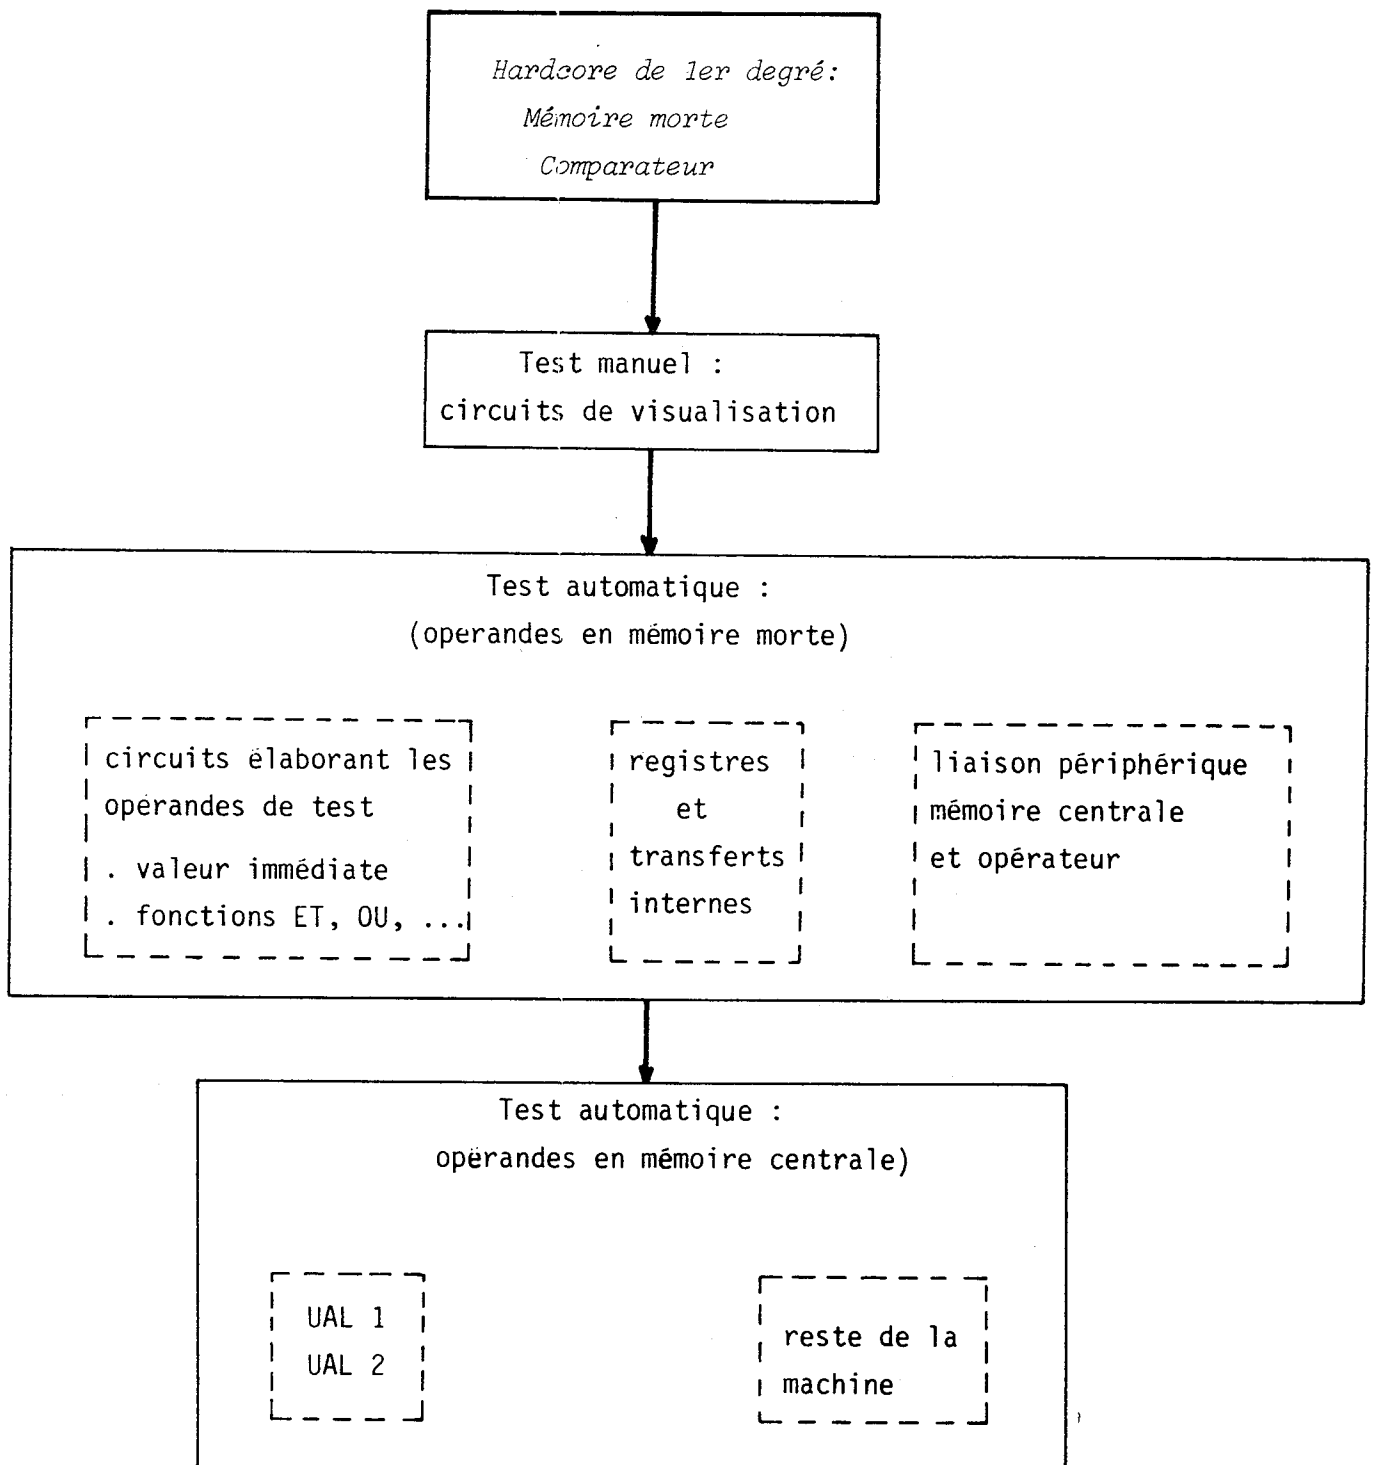 Hardcore de 1er degré:
Mémoire morte
Comparateur
Test manuel :
circuits de visualisation
Test automatique :
(operandes en mémoire morte)
circuits élaborant les
opérandes de test
. valeur immédiate
. fonctions ET, OU, ...
registres
et
transferts
internes
liaison périphérique
mémoire centrale
et opérateur
Test automatique :
opérandes en mémoire centrale)
UAL 1
UAL 2
reste de la
machine